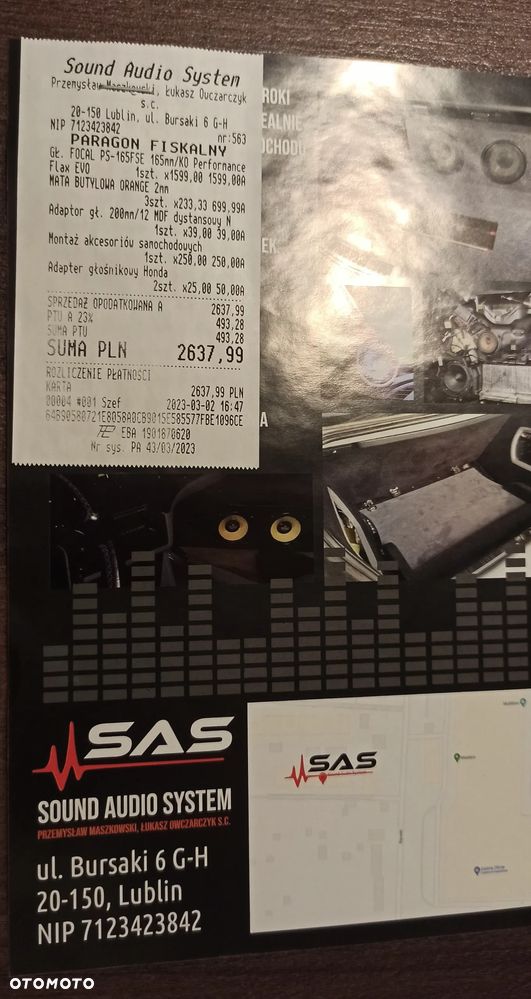 Sound Audio System
Przemysław Maszkowski, Łukasz Owczarczyk
s.c.
20-150 Lublin, ul. Bursaki 6 G-H
NIP 7123423842 nr:563
PARAGON FISKALNY
Gł. FOCAL PS-165FSE 165mm/KO Performance
Flax EVO 1szt. x1599,00 1599,00A
MATA BUTYLOWA ORANGE 2mm
3szt. x233,33 699,99A
Adaptor gł. 200mm/12 MDF dystansowy N
1szt. x39,00 39,00A
Montaż akcesoriów samochodowych
1szt. x250,00 250,00A
Adapter głośnikowy Honda
2szt. x25,00 50,00A
SPRZEDAŻ OPODATKOWANA A 2637,99
PTU A 23% 493,28
SUMA PTU 493,28
SUMA PLN 2637,99
ROZLICZENIE PŁATNOŚCI
KARTA 2637,99 PLN
00004 #001 Szef 2023-03-02 16:47
EBA 1901870620
Nr sys. PA 43/03/2023
SAS
SOUND AUDIO SYSTEM
PRZEMYSŁAW MASZKOWSKI, ŁUKASZ OWCZARCZYK S.C.
ul. Bursaki 6 G-H
20-150, Lublin
NIP 7123423842
SAS
Sound Audio System
OTOMOTO